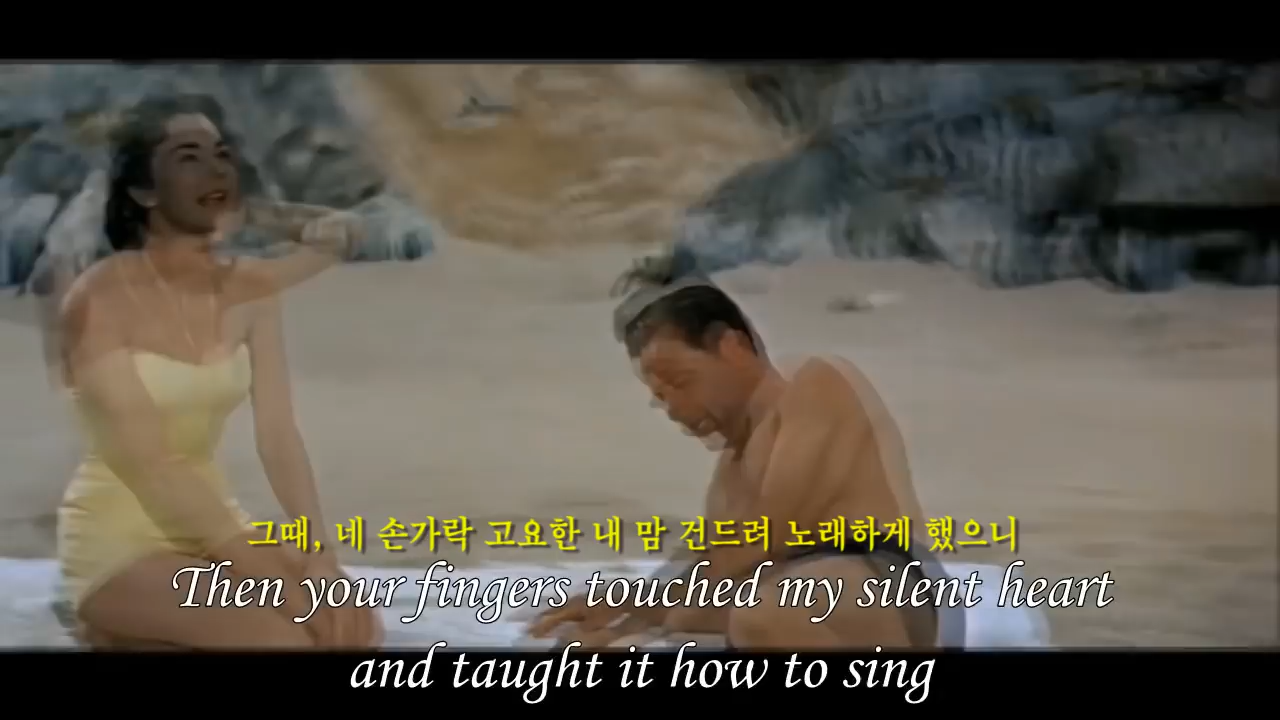 그때, 네 손가락 고요한 내 맘 건드려 노래하게 했으니
Then your fingers touched my silent heart
and taught it how to sing